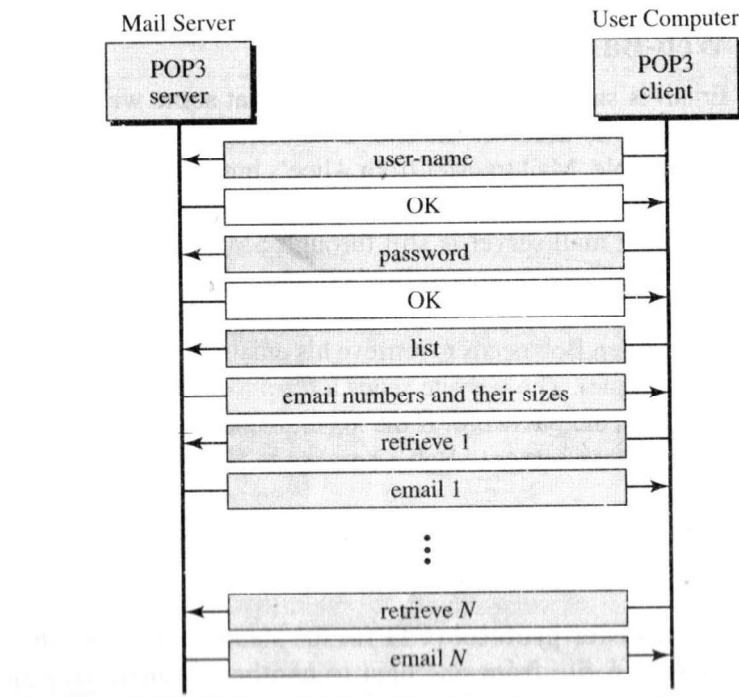 Mail Server
User Computer
POP3
server
POP3
client
user-name
OK
password
OK
list
email numbers and their sizes
retrieve 1
email 1
retrieve N
email N